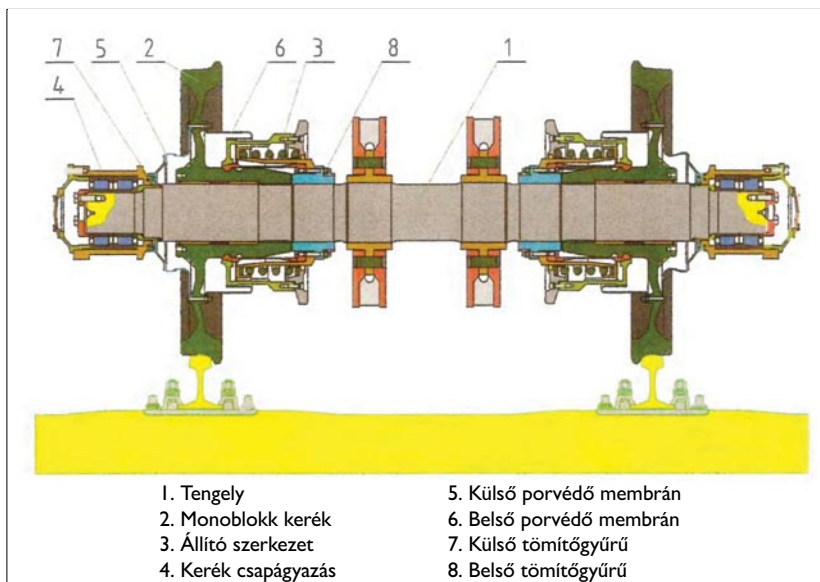 7 5 2 6 3 8 1
4
1. Tengely
2. Monoblokk kerék
3. Állító szerkezet
4. Kerék csapágyazás
5. Külső porvédő membrán
6. Belső porvédő membrán
7. Külső tömítőgyűrű
8. Belső tömítőgyűrű